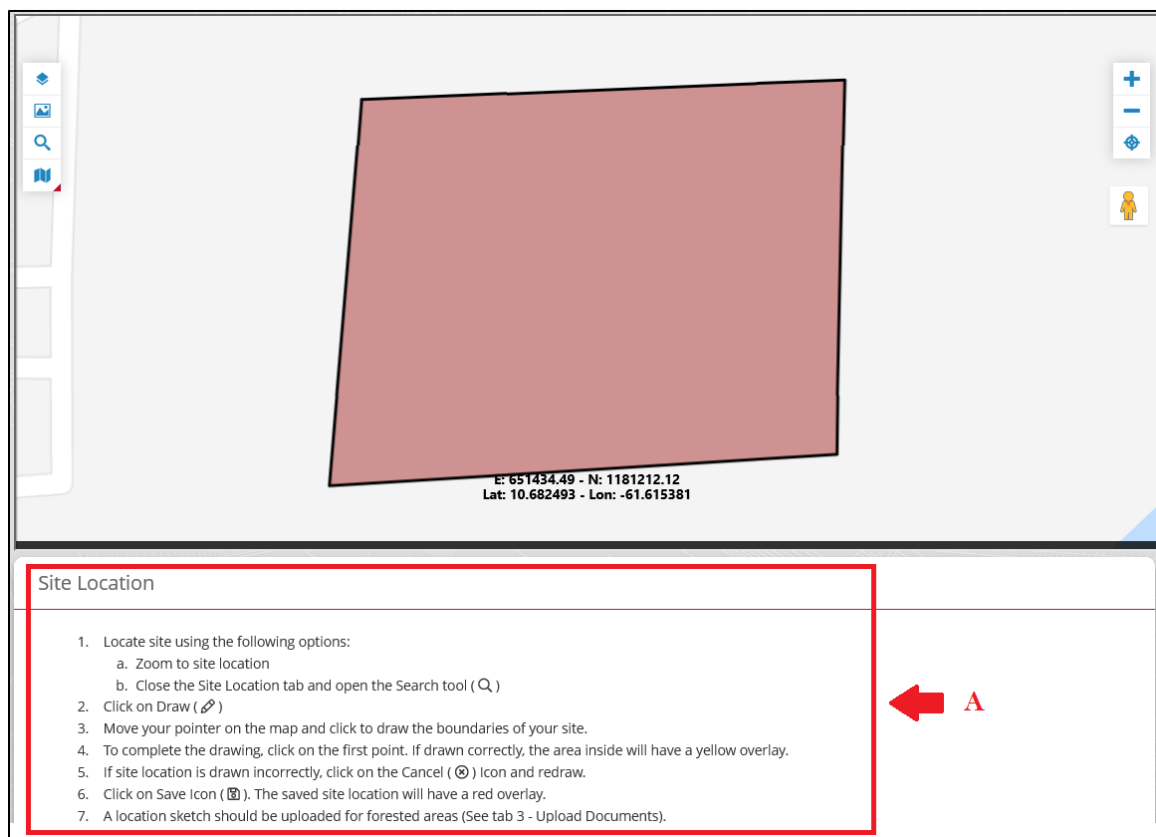 E: 651434.49 - N: 1181212.12
Lat: 10.682493 - Lon: -61.615381
Site Location
1. Locate site using the following options:
a. Zoom to site location
b. Close the Site Location tab and open the Search tool ( )
2. Click on Draw ( )
3. Move your pointer on the map and click to draw the boundaries of your site.
4. To complete the drawing, click on the first point. If drawn correctly, the area inside will have a yellow overlay.
5. If site location is drawn incorrectly, click on the Cancel ( ) Icon and redraw.
6. Click on Save Icon ( ). The saved site location will have a red overlay.
7. A location sketch should be uploaded for forested areas (See tab 3 - Upload Documents).
A